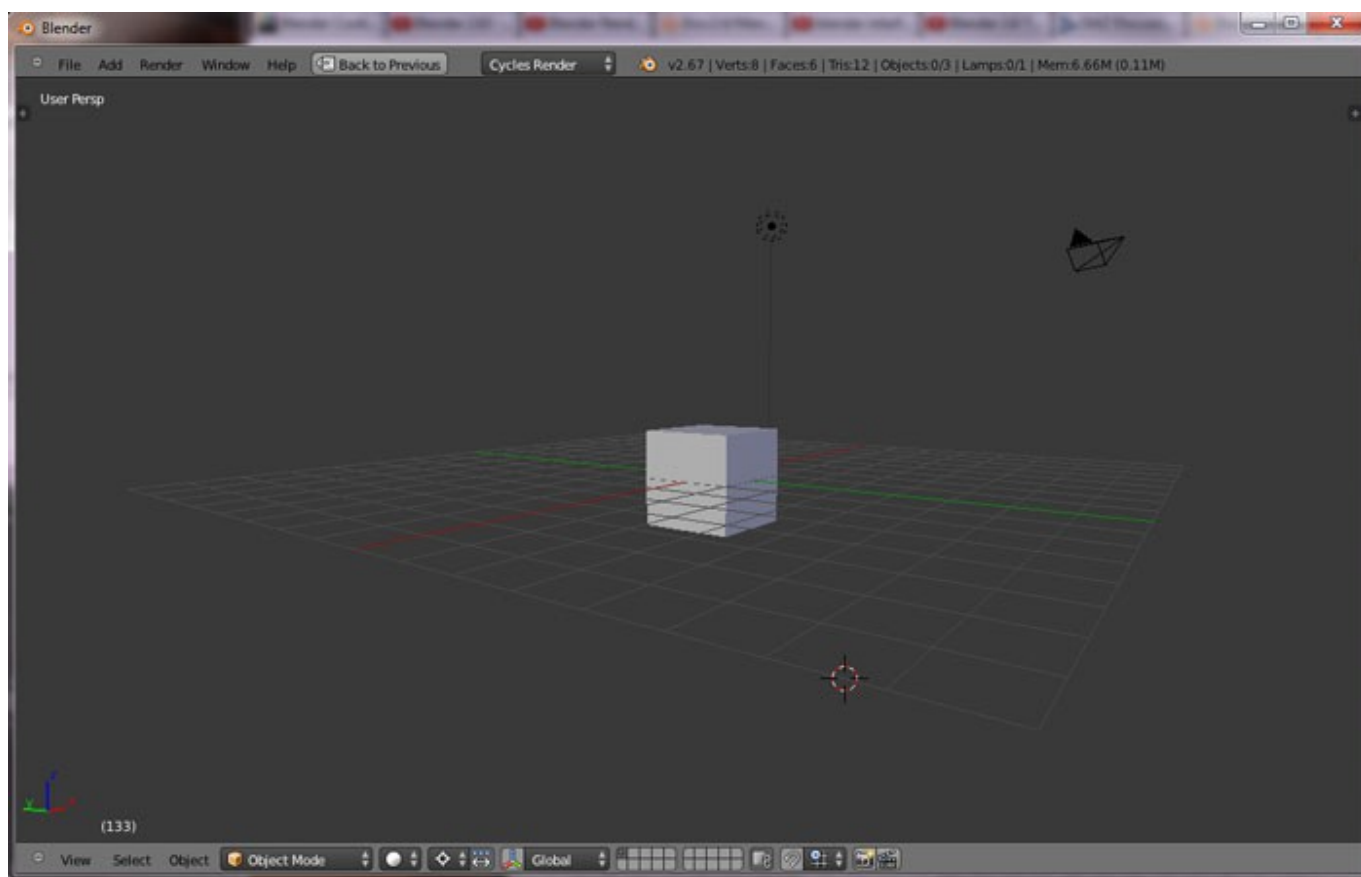 Blender
File Add Render Window Help Back to Previous Cycles Render v2.67 | Verts:8 | Faces:6 | Tris:12 | Objects:0/3 | Lamps:0/1 | Mem:6.66M (0.11M)
User Persp
z
y x
(133)
View Select Object Object Mode Global